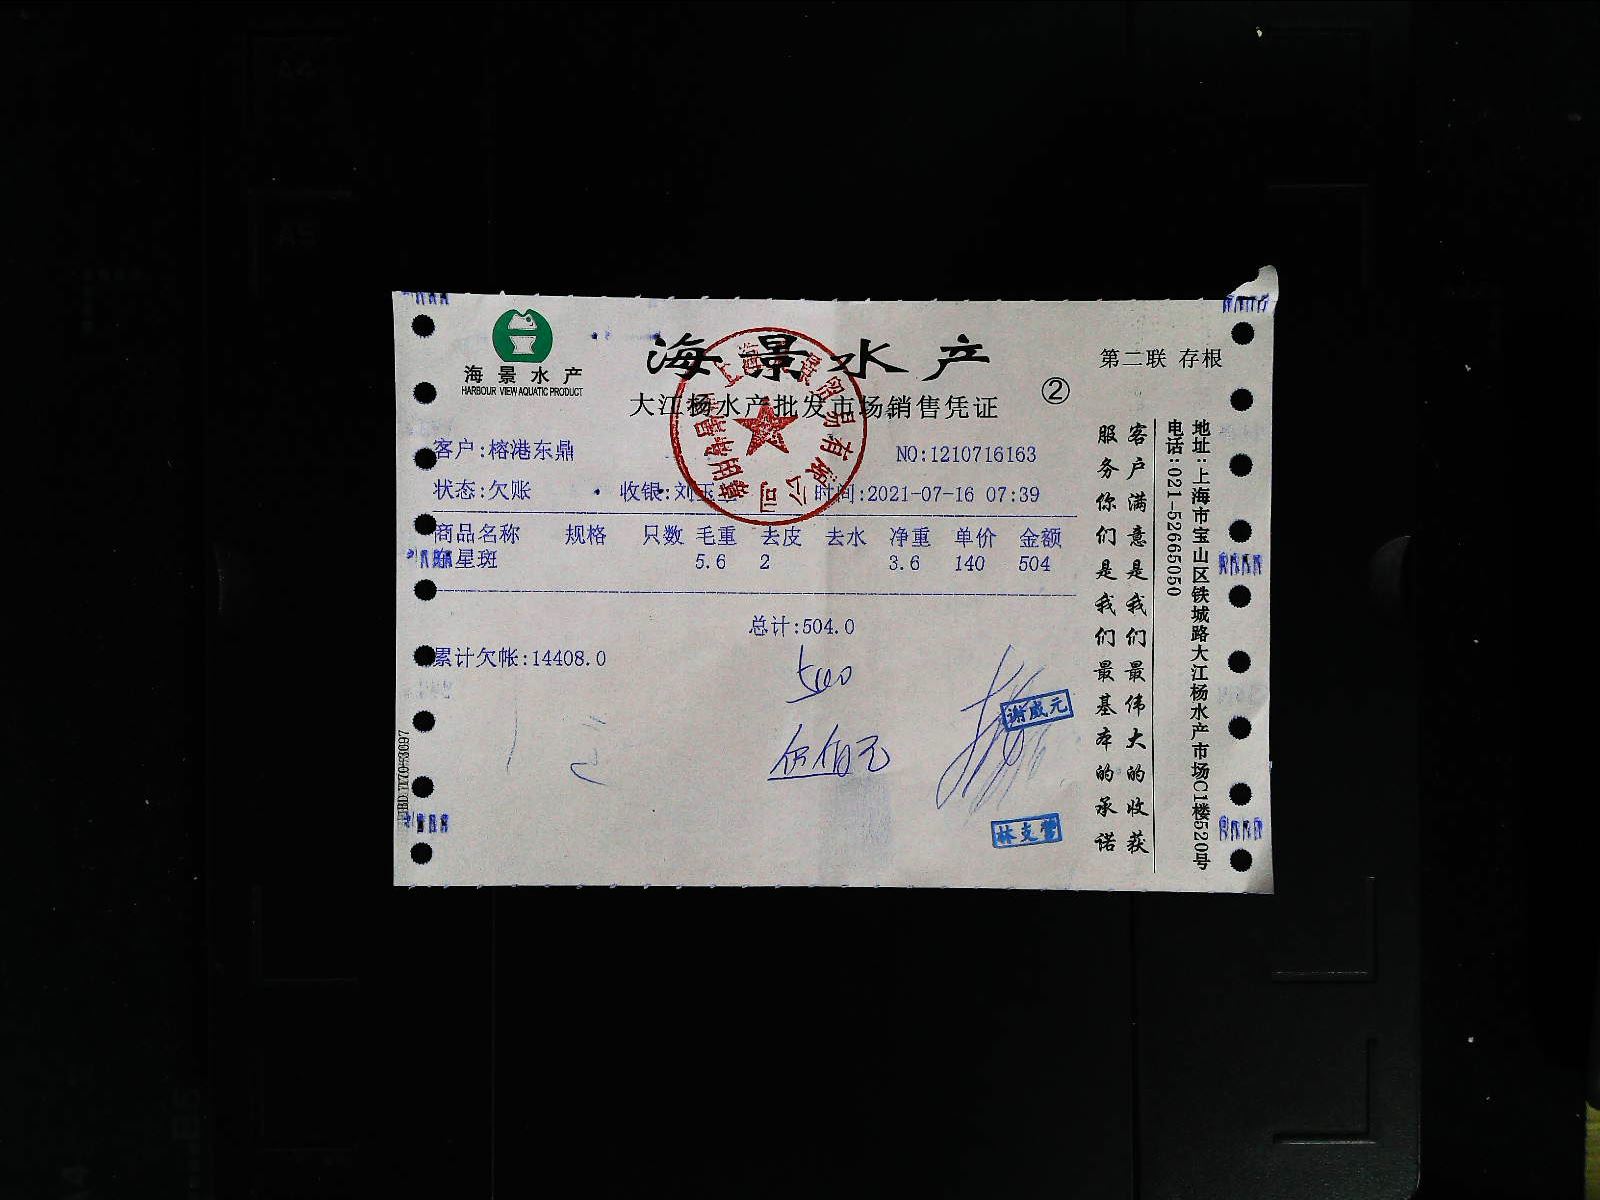 海景水产
HARBOUR VIEW AQUATIC PRODUCT
海景水产
大江杨水产批发市场销售凭证
②
第二联 存根
客户:榕港东鼎
NO:1210716163
状态:欠账 收银:刘玉 时间:2021-07-16 07:39
商品名称 规格 只数 毛重 去皮 去水 净重 单价 金额
星斑 5.6 2 3.6 140 504
总计:504.0
累计欠帐:14408.0
500
伍佰元
谢威元
林支营
客户满意是我们最伟大的收获
服务你们是我们最基本的承诺
地址:上海市宝山区铁城路大江杨水产市场C1楼520号
电话:021-52665050